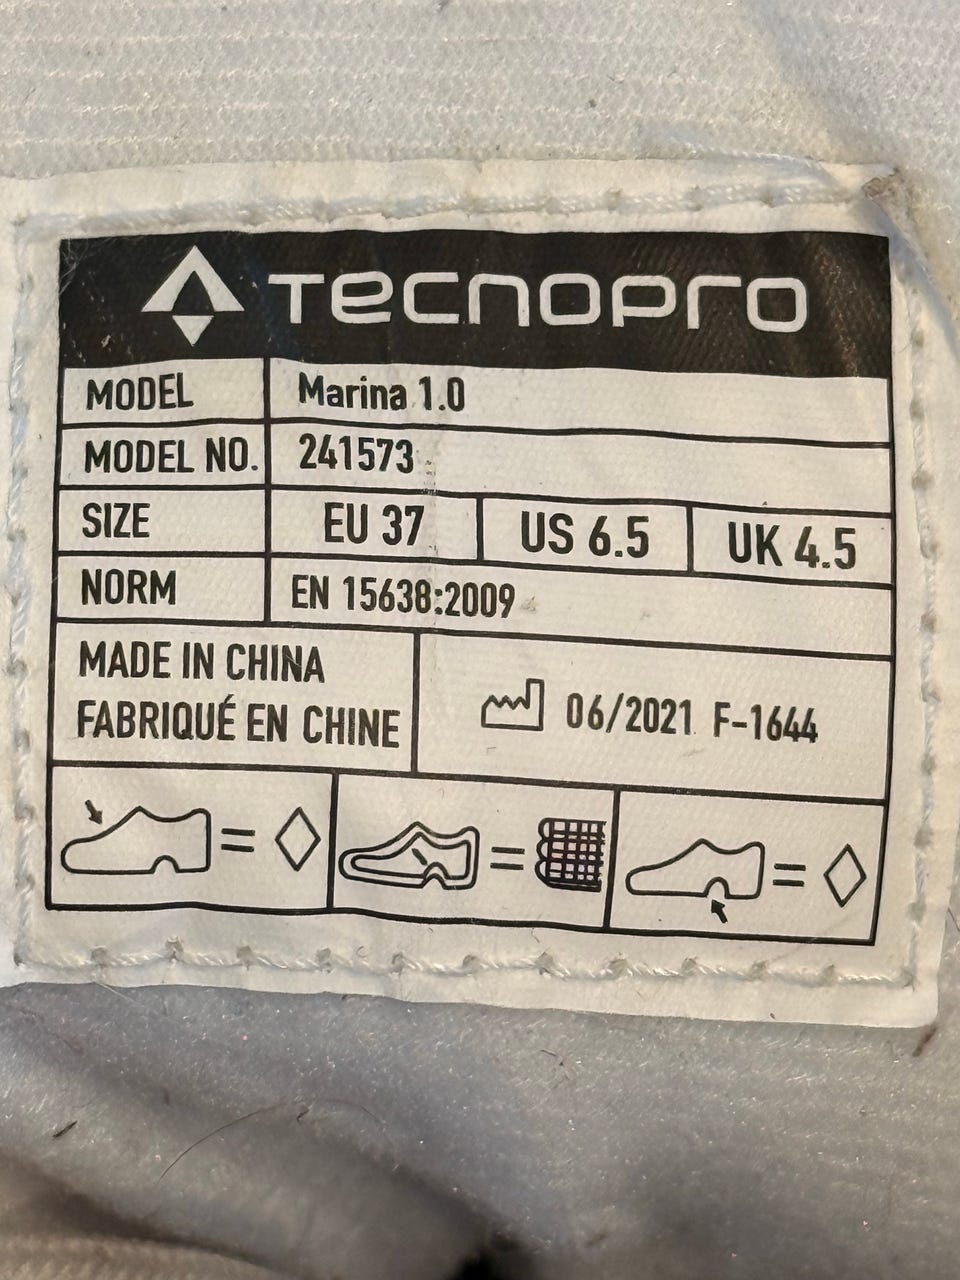 TECNOPRO
MODEL Marina 1.0
MODEL NO. 241573
SIZE EU 37 US 6.5 UK 4.5
NORM EN 15638:2009
MADE IN CHINA
FABRIQUÉ EN CHINE
06/2021 F-1644
= = =